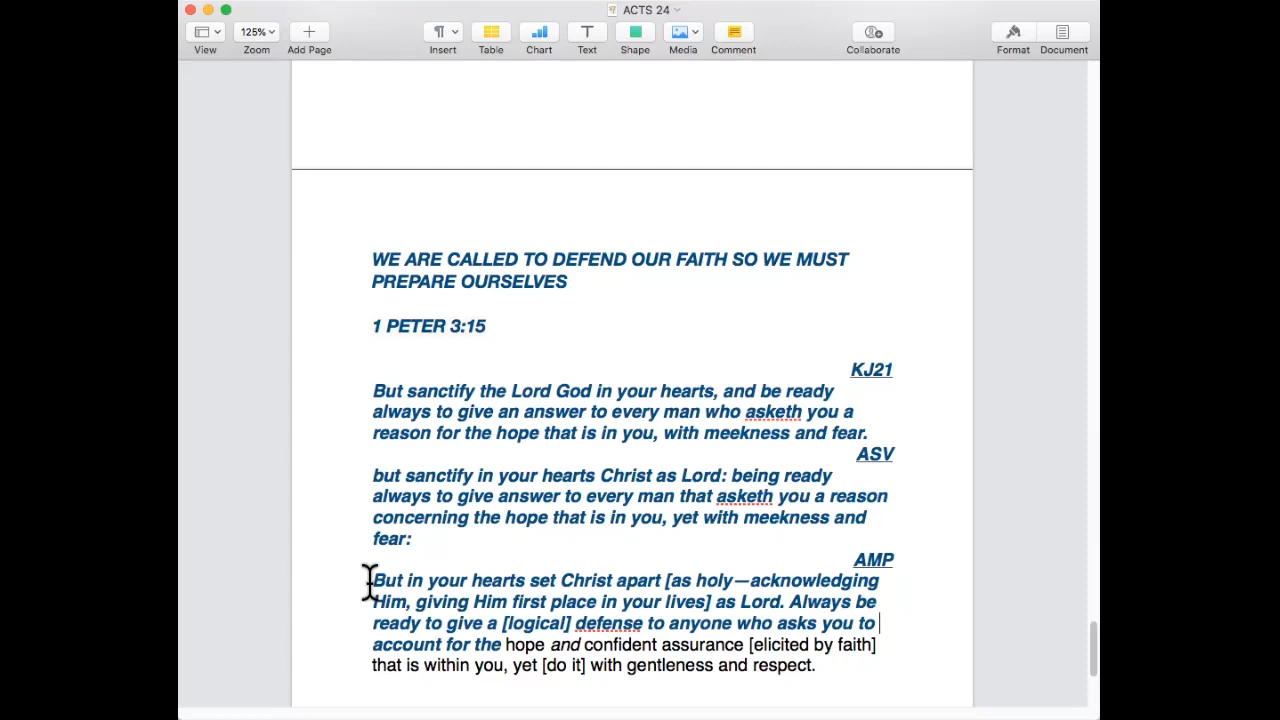 ACTS 24
125%
View
Zoom
Add Page
Insert
Table
Chart
Text
Shape
Media
Comment
Collaborate
Format
Document
WE ARE CALLED TO DEFEND OUR FAITH SO WE MUST
PREPARE OURSELVES
1 PETER 3:15
KJ21
But sanctify the Lord God in your hearts, and be ready
always to give an answer to every man who asketh you a
reason for the hope that is in you, with meekness and fear.
ASV
but sanctify in your hearts Christ as Lord: being ready
always to give answer to every man that asketh you a reason
concerning the hope that is in you, yet with meekness and
fear:
AMP
But in your hearts set Christ apart [as holy—acknowledging
Him, giving Him first place in your lives] as Lord. Always be
ready to give a [logical] defense to anyone who asks you to
account for the hope and confident assurance [elicited by faith]
that is within you, yet [do it] with gentleness and respect.